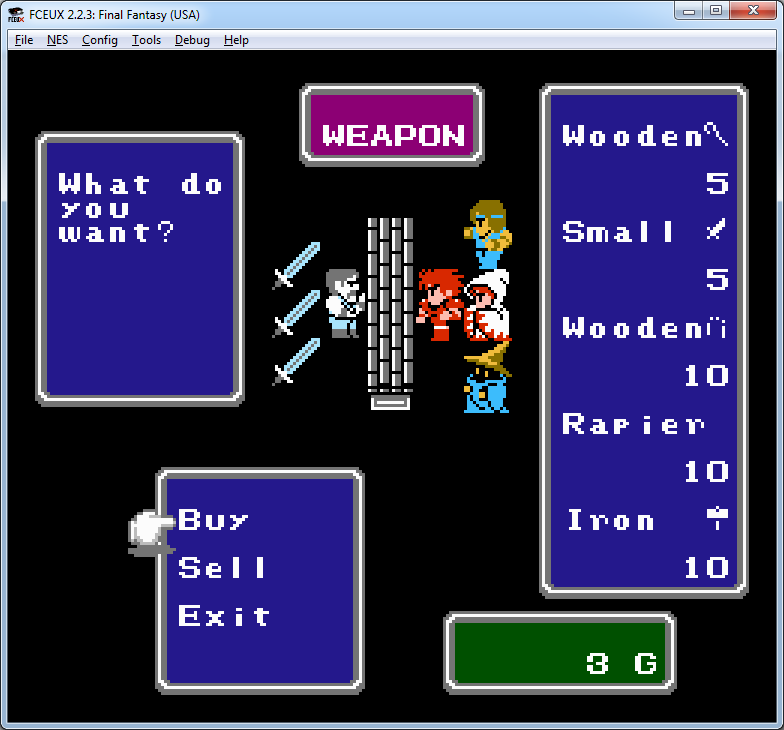 FCEUX 2.2.3: Final Fantasy (USA)
File NES Config Tools Debug Help
WEAPON
What do
you
want?
Wooden
5
Small
5
Wooden
10
Rapier
10
Iron
10
Buy
Sell
Exit
3 G